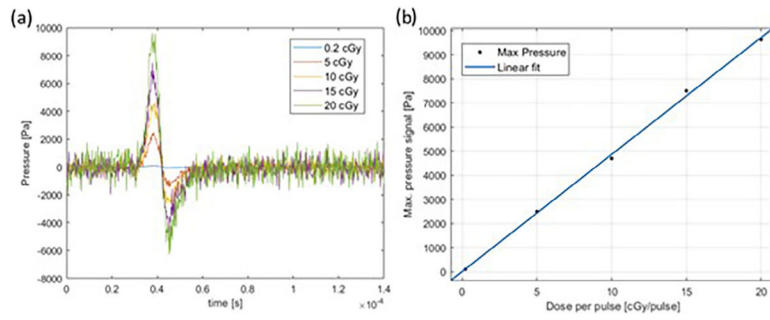 (a)
10000
8000
6000
4000
2000
0
-2000
-4000
-6000
8000
Pressure [Pa]
0.2 cGy
5 cGy
10 cGy
15 cGy
20 cGy
0 0.2 0.4 0.6 0.8 1 1.2 1.4
time [s]
×10⁻⁴
(b)
10000
9000
8000
7000
6000
5000
4000
3000
2000
1000
0
Max. pressure signal [Pa]
Max Pressure
Linear fit
0 5 10 15 20
Dose per pulse [cGy/pulse]